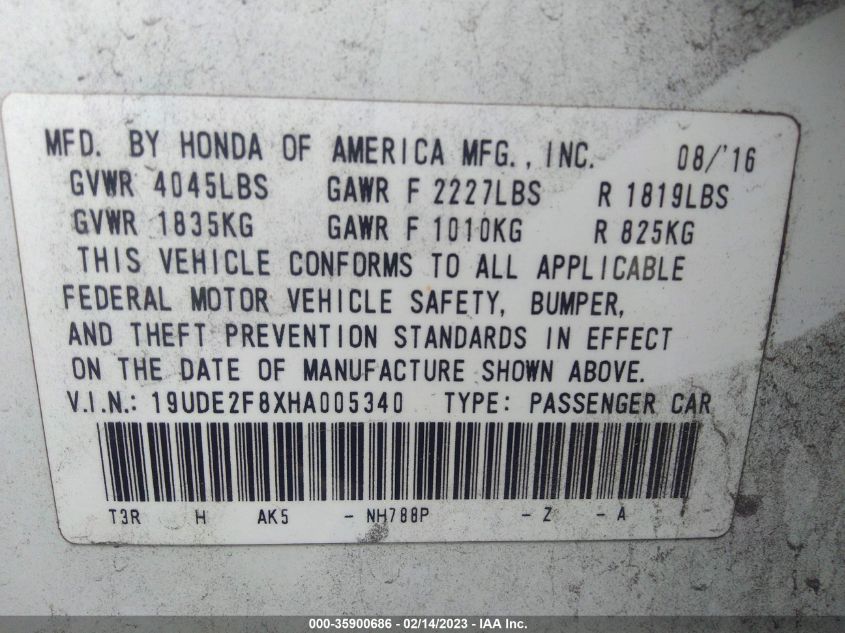 MFD. BY HONDA OF AMERICA MFG., INC. 08/'16
GVWR 4045LBS GAWR F 2227LBS R 1819LBS
GVWR 1835KG GAWR F 1010KG R 825KG
THIS VEHICLE CONFORMS TO ALL APPLICABLE
FEDERAL MOTOR VEHICLE SAFETY, BUMPER,
AND THEFT PREVENTION STANDARDS IN EFFECT
ON THE DATE OF MANUFACTURE SHOWN ABOVE.
V.I.N.: 19UDE2F8XHA005340 TYPE: PASSENGER CAR
T3R H AK5 - NH788P - Z - A
000-35900686 - 02/14/2023 - IAA Inc.